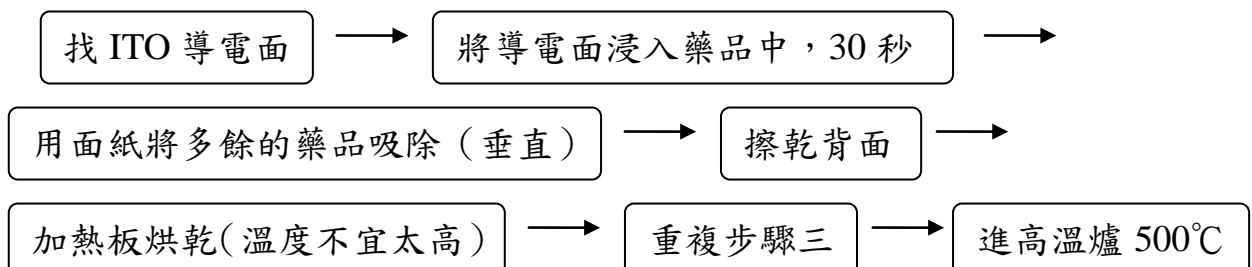 找 ITO 導電面 將導電面浸入藥品中，30 秒
用面紙將多餘的藥品吸除（垂直） 擦乾背面
加熱板烘乾(溫度不宜太高) 重複步驟三 進高溫爐 500℃